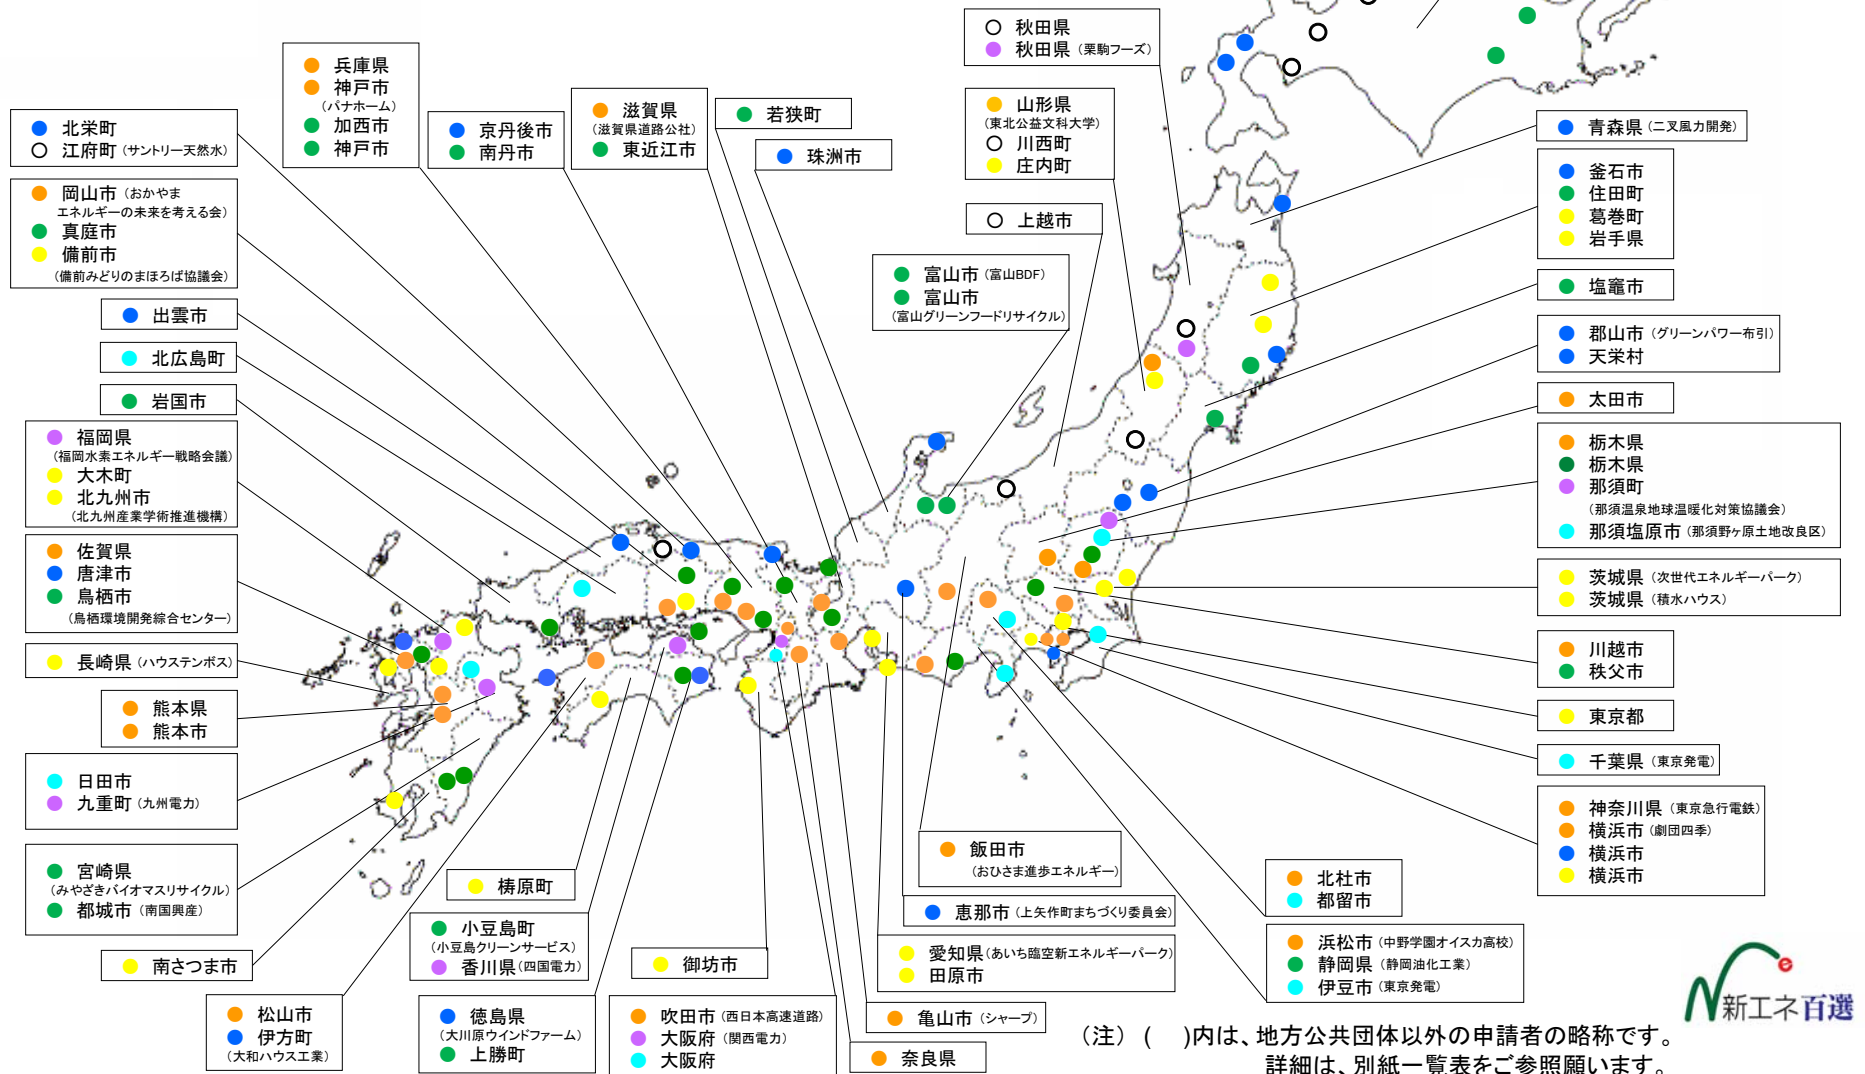 兵庫県
神戸市
(パナホーム)
加西市
神戸市
京丹後市
南丹市
滋賀県
(滋賀県道路公社)
東近江市
若狭町
珠洲市
秋田県
秋田県 (栗駒フーズ)
山形県
(東北公益文科大学)
川西町
庄内町
上越市
富山市 (富山BDF)
富山市
(富山グリーンフードリサイクル)
北栄町
江府町 (サントリー天然水)
岡山市 (おかやま
エネルギーの未来を考える会)
真庭市
備前市
(備前みどりのまほろば協議会)
出雲市
北広島町
岩国市
福岡県
(福岡水素エネルギー戦略会議)
大木町
北九州市
(北九州産業学術推進機構)
佐賀県
唐津市
鳥栖市
(鳥栖環境開発綜合センター)
長崎県 (ハウステンボス)
熊本県
熊本市
日田市
九重町 (九州電力)
宮崎県
(みやざきバイオマスリサイクル)
都城市 (南国興産)
南さつま市
松山市
伊方町
(大和ハウス工業)
梼原町
小豆島町
(小豆島クリーンサービス)
香川県 (四国電力)
徳島県
(大川原ウインドファーム)
上勝町
御坊市
吹田市 (西日本高速道路)
大阪府 (関西電力)
大阪府
奈良県
亀山市 (シャープ)
愛知県 (あいち臨空新エネルギーパーク)
田原市
恵那市 (上矢作町まちづくり委員会)
飯田市
(おひさま進歩エネルギー)
青森県 (二又風力開発)
釜石市
住田町
葛巻町
岩手県
塩竈市
郡山市 (グリーンパワー布引)
天栄村
太田市
栃木県
栃木県
那須町
(那須温泉地球温暖化対策協議会)
那須塩原市 (那須野ヶ原土地改良区)
茨城県 (次世代エネルギーパーク)
茨城県 (積水ハウス)
川越市
秩父市
東京都
千葉県 (東京発電)
神奈川県 (東京急行電鉄)
横浜市 (劇団四季)
横浜市
横浜市
北杜市
都留市
浜松市 (中野学園オイスカ高校)
静岡県 (静岡油化工業)
伊豆市 (東京発電)
e
新エネ百選
(注) ( )内は、地方公共団体以外の申請者の略称です。
詳細は、別紙一覧表をご参照願います。